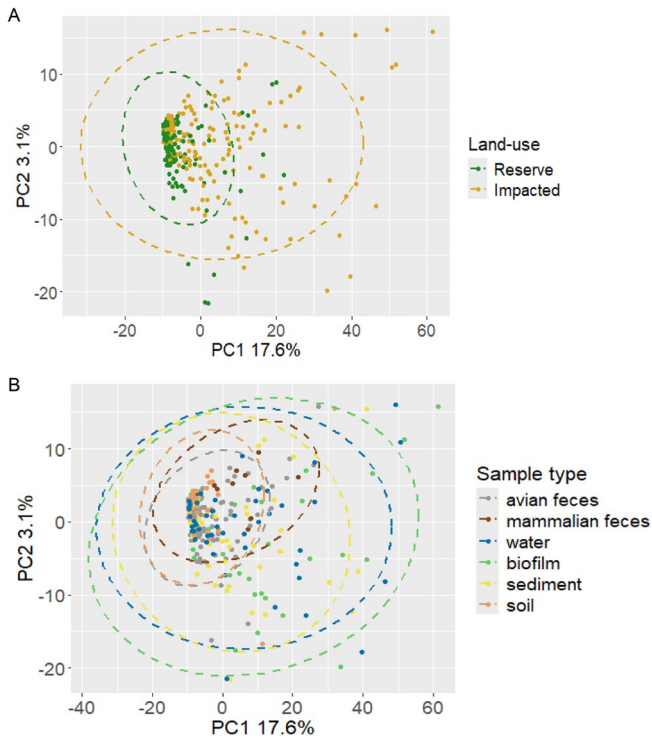 A
10
0
-10
-20
PC2 3.1%
-20
0
20
40
60
PC1 17.6%
Land-use
Reserve
Impacted
B
10
0
-10
-20
PC2 3.1%
-40
-20
0
20
40
60
PC1 17.6%
Sample type
avian feces
mammalian feces
water
biofilm
sediment
soil